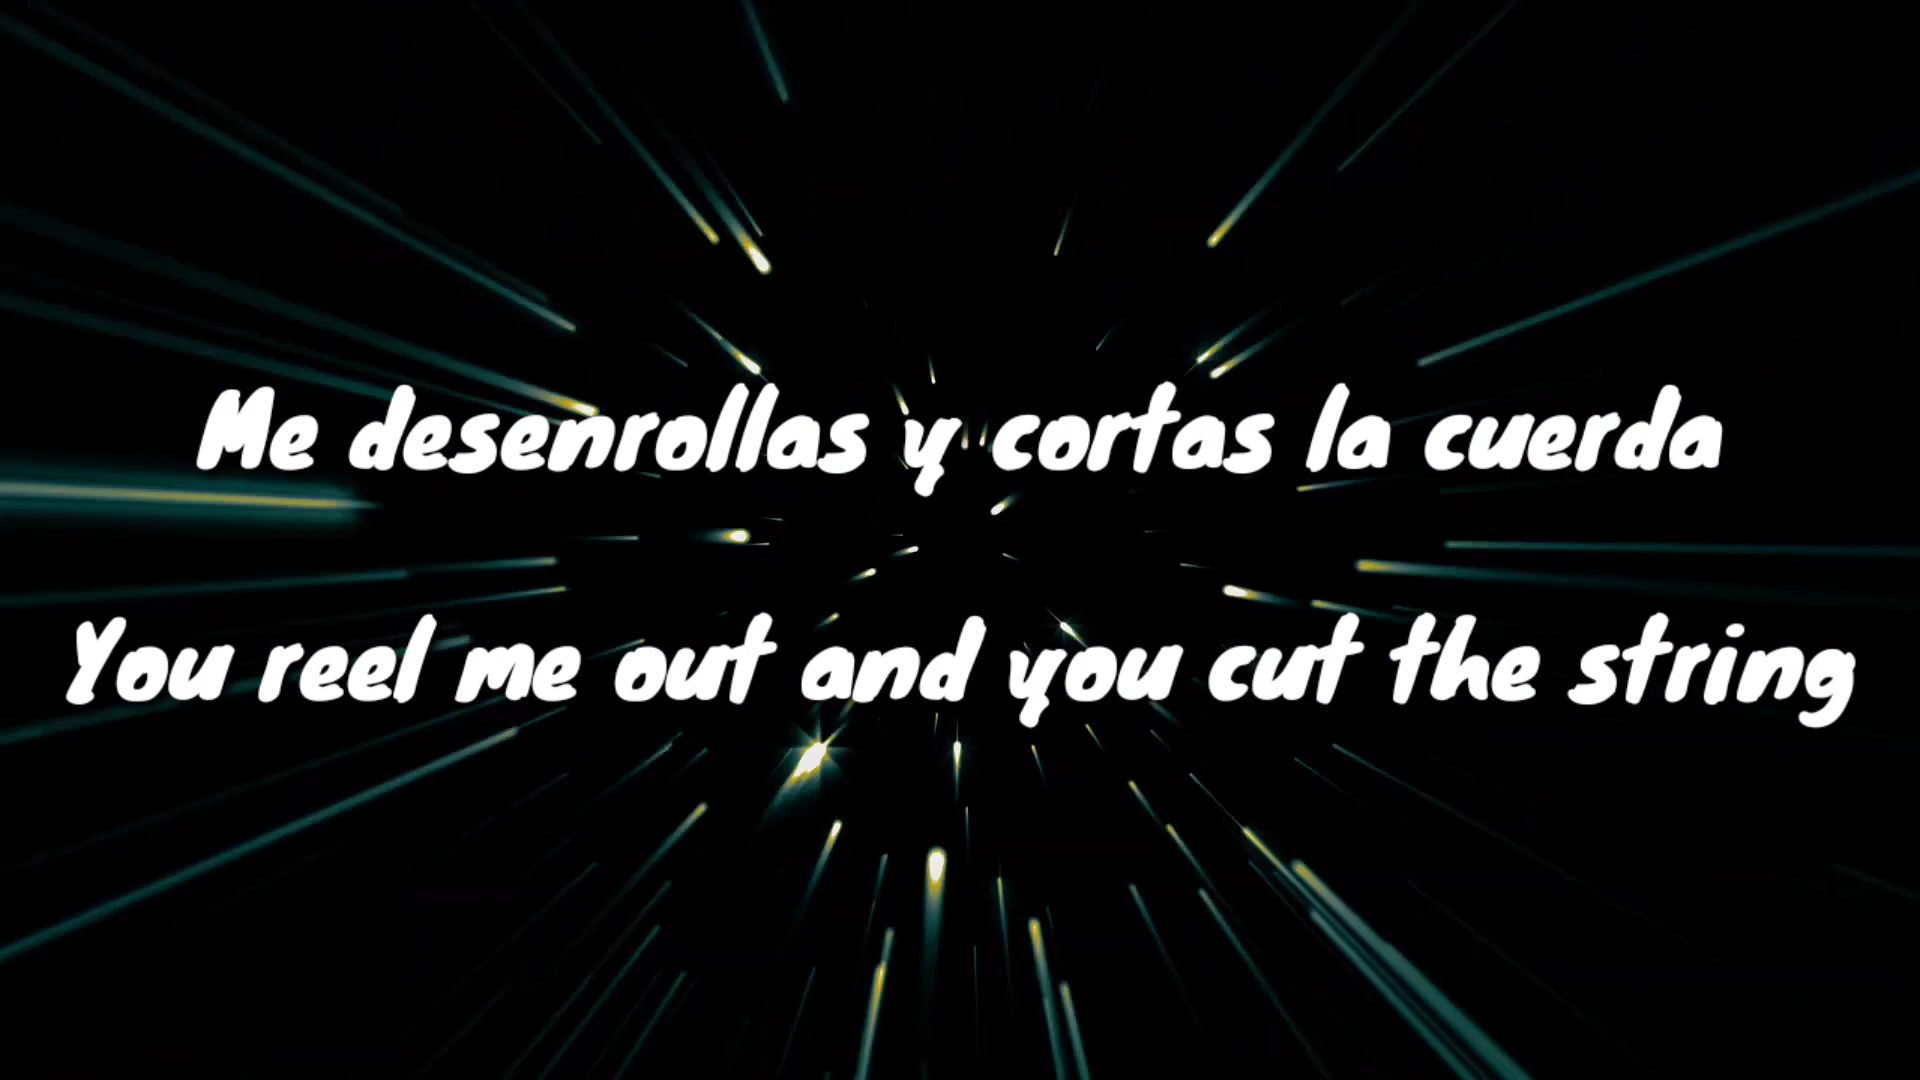 Me desenrollas y cortas la cuerda
You reel me out and you cut the string